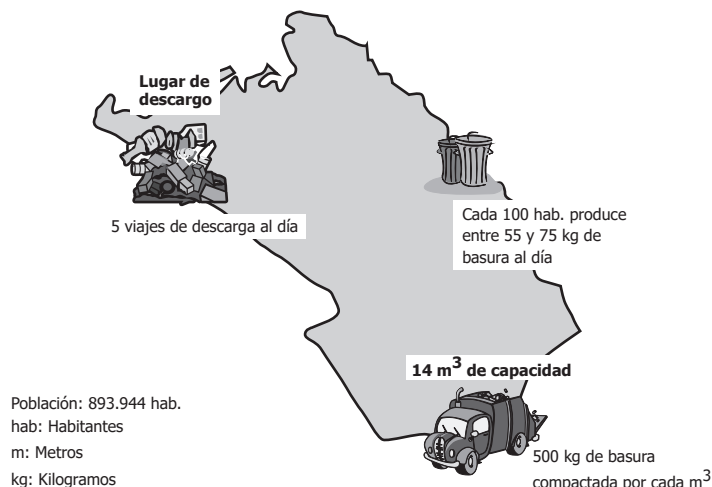 Lugar de
descargo
5 viajes de descarga al día
Cada 100 hab. produce
entre 55 y 75 kg de
basura al día
14 m³ de capacidad
Población: 893.944 hab.
hab: Habitantes
m: Metros
kg: Kilogramos
500 kg de basura
compactada por cada m³